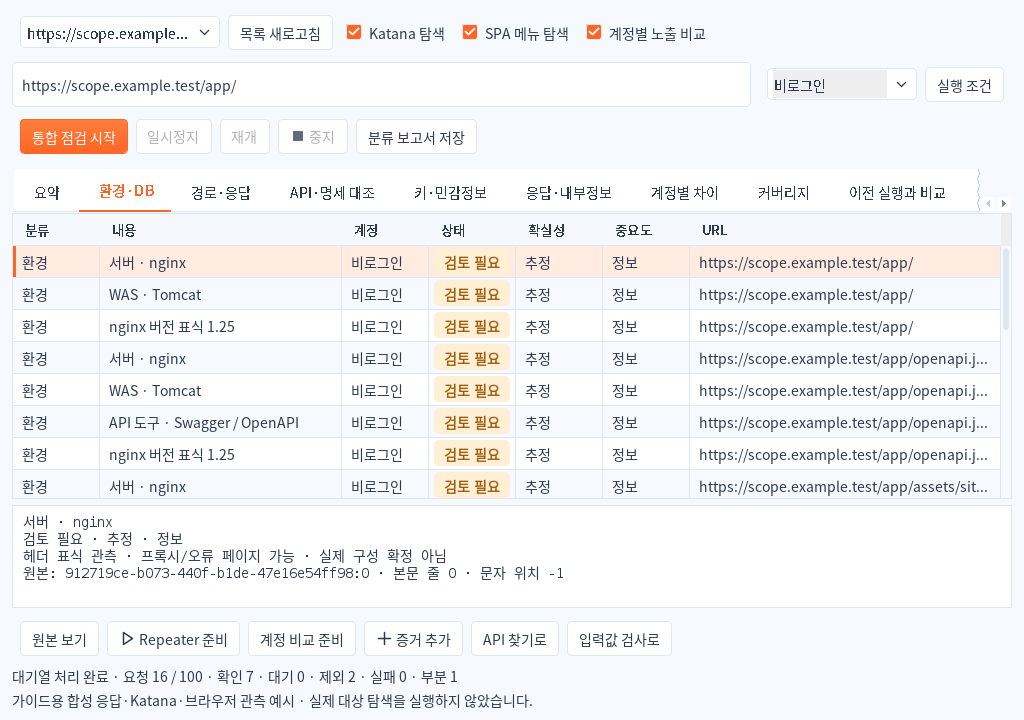 https://scope.example... 목록 새로고침 Katana 탐색 SPA 메뉴 탐색 계정별 노출 비교
https://scope.example.test/app/ 비로그인 실행 조건
통합 점검 시작 일시정지 재개 중지 분류 보고서 저장
요약 환경·DB 경로·응답 API·명세 대조 키·민감정보 응답·내부정보 계정별 차이 커버리지 이전 실행과 비교
분류 내용 계정 상태 확실성 중요도 URL
환경 서버 · nginx 비로그인 검토 필요 추정 정보 https://scope.example.test/app/
환경 WAS · Tomcat 비로그인 검토 필요 추정 정보 https://scope.example.test/app/
환경 nginx 버전 표식 1.25 비로그인 검토 필요 추정 정보 https://scope.example.test/app/
환경 서버 · nginx 비로그인 검토 필요 추정 정보 https://scope.example.test/app/openapi.j...
환경 WAS · Tomcat 비로그인 검토 필요 추정 정보 https://scope.example.test/app/openapi.j...
환경 API 도구 · Swagger / OpenAPI 비로그인 검토 필요 추정 정보 https://scope.example.test/app/openapi.j...
환경 nginx 버전 표식 1.25 비로그인 검토 필요 추정 정보 https://scope.example.test/app/openapi.j...
환경 서버 · nginx 비로그인 검토 필요 추정 정보 https://scope.example.test/app/assets/sit...
서버 · nginx
검토 필요 · 추정 · 정보
헤더 표식 관측 · 프록시/오류 페이지 가능 · 실제 구성 확정 아님
원본: 912719ce-b073-440f-b1de-47e16e54ff98:0 · 본문 줄 0 · 문자 위치 -1
원본 보기 Repeater 준비 계정 비교 준비 증거 추가 API 찾기로 입력값 검사로
대기열 처리 완료 · 요청 16 / 100 · 확인 7 · 대기 0 · 제외 2 · 실패 0 · 부분 1
가이드용 합성 응답·Katana·브라우저 관측 예시 · 실제 대상 탐색을 실행하지 않았습니다.